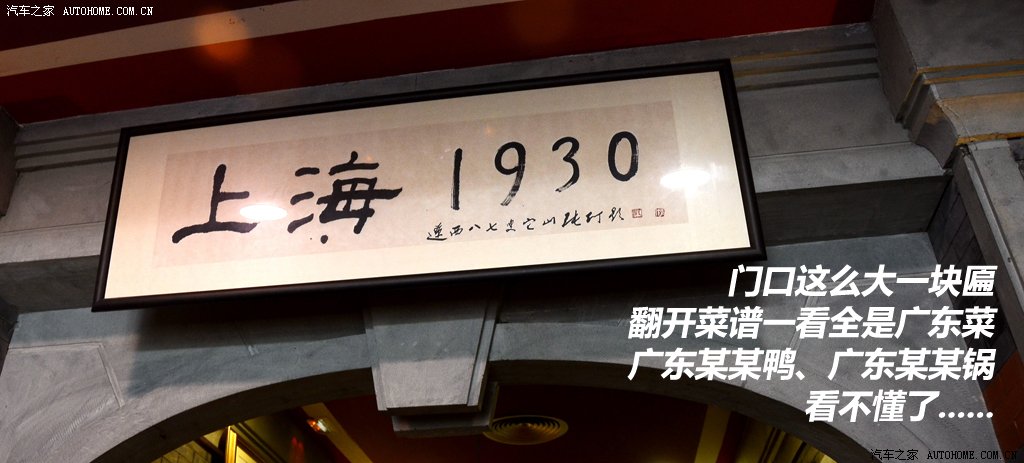 汽车之家 AUTOHOME.COM.CN
上海 1930
门口这么大一块匾
翻开菜谱一看全是广东菜
广东某某鸭、广东某某锅
看不懂了......
汽车之家 AUTOHOME.COM.CN